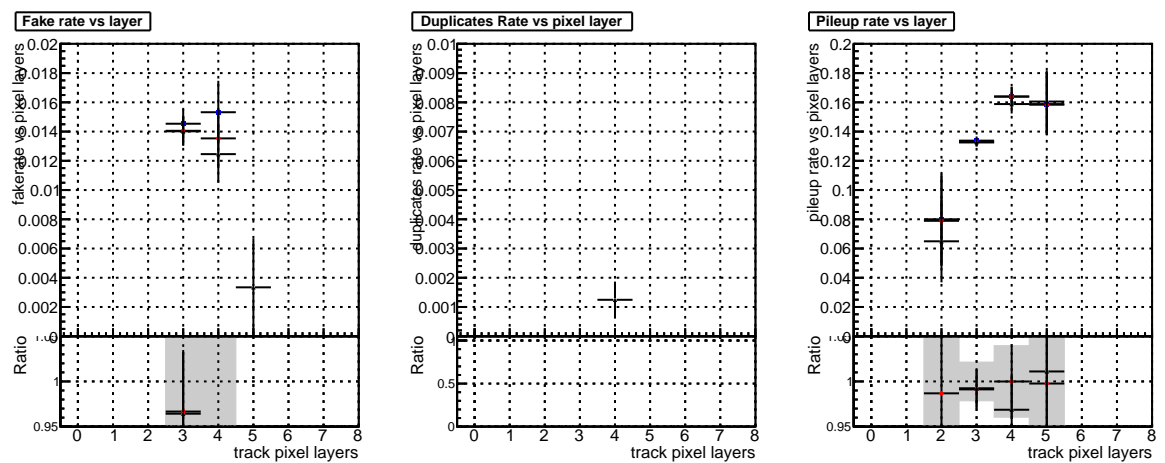 Fake rate vs layer
fakerate vs pixel layers
0.02
0.018
0.016
0.014
0.012
0.01
0.008
0.006
0.004
0.002
0
Ratio
1
0.95
0 1 2 3 4 5 6 7 8
track pixel layers
Duplicates Rate vs pixel layer
duplicates rate vs pixel layers
0.01
0.009
0.008
0.007
0.006
0.005
0.004
0.003
0.002
0.001
0
Ratio
1
0.5
0
0 1 2 3 4 5 6 7 8
track pixel layers
Pileup rate vs layer
pileup rate vs pixel layers
0.2
0.18
0.16
0.14
0.12
0.1
0.08
0.06
0.04
0.02
0
Ratio
1
0.95
0 1 2 3 4 5 6 7 8
track pixel layers